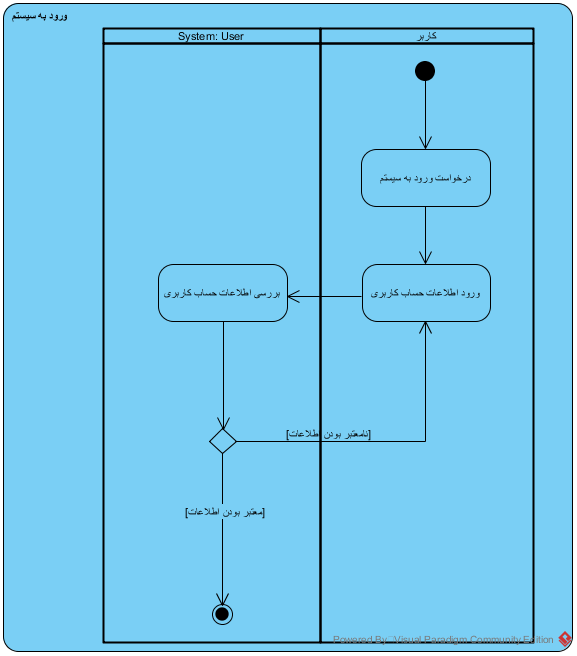 ورود به سیستم
System: User
کاربر
درخواست ورود به سیستم
ورود اطلاعات حساب کاربری
بررسی اطلاعات حساب کاربری
[نامعتبر بودن اطلاعات]
[معتبر بودن اطلاعات]
Powered By Visual Paradigm Community Edition